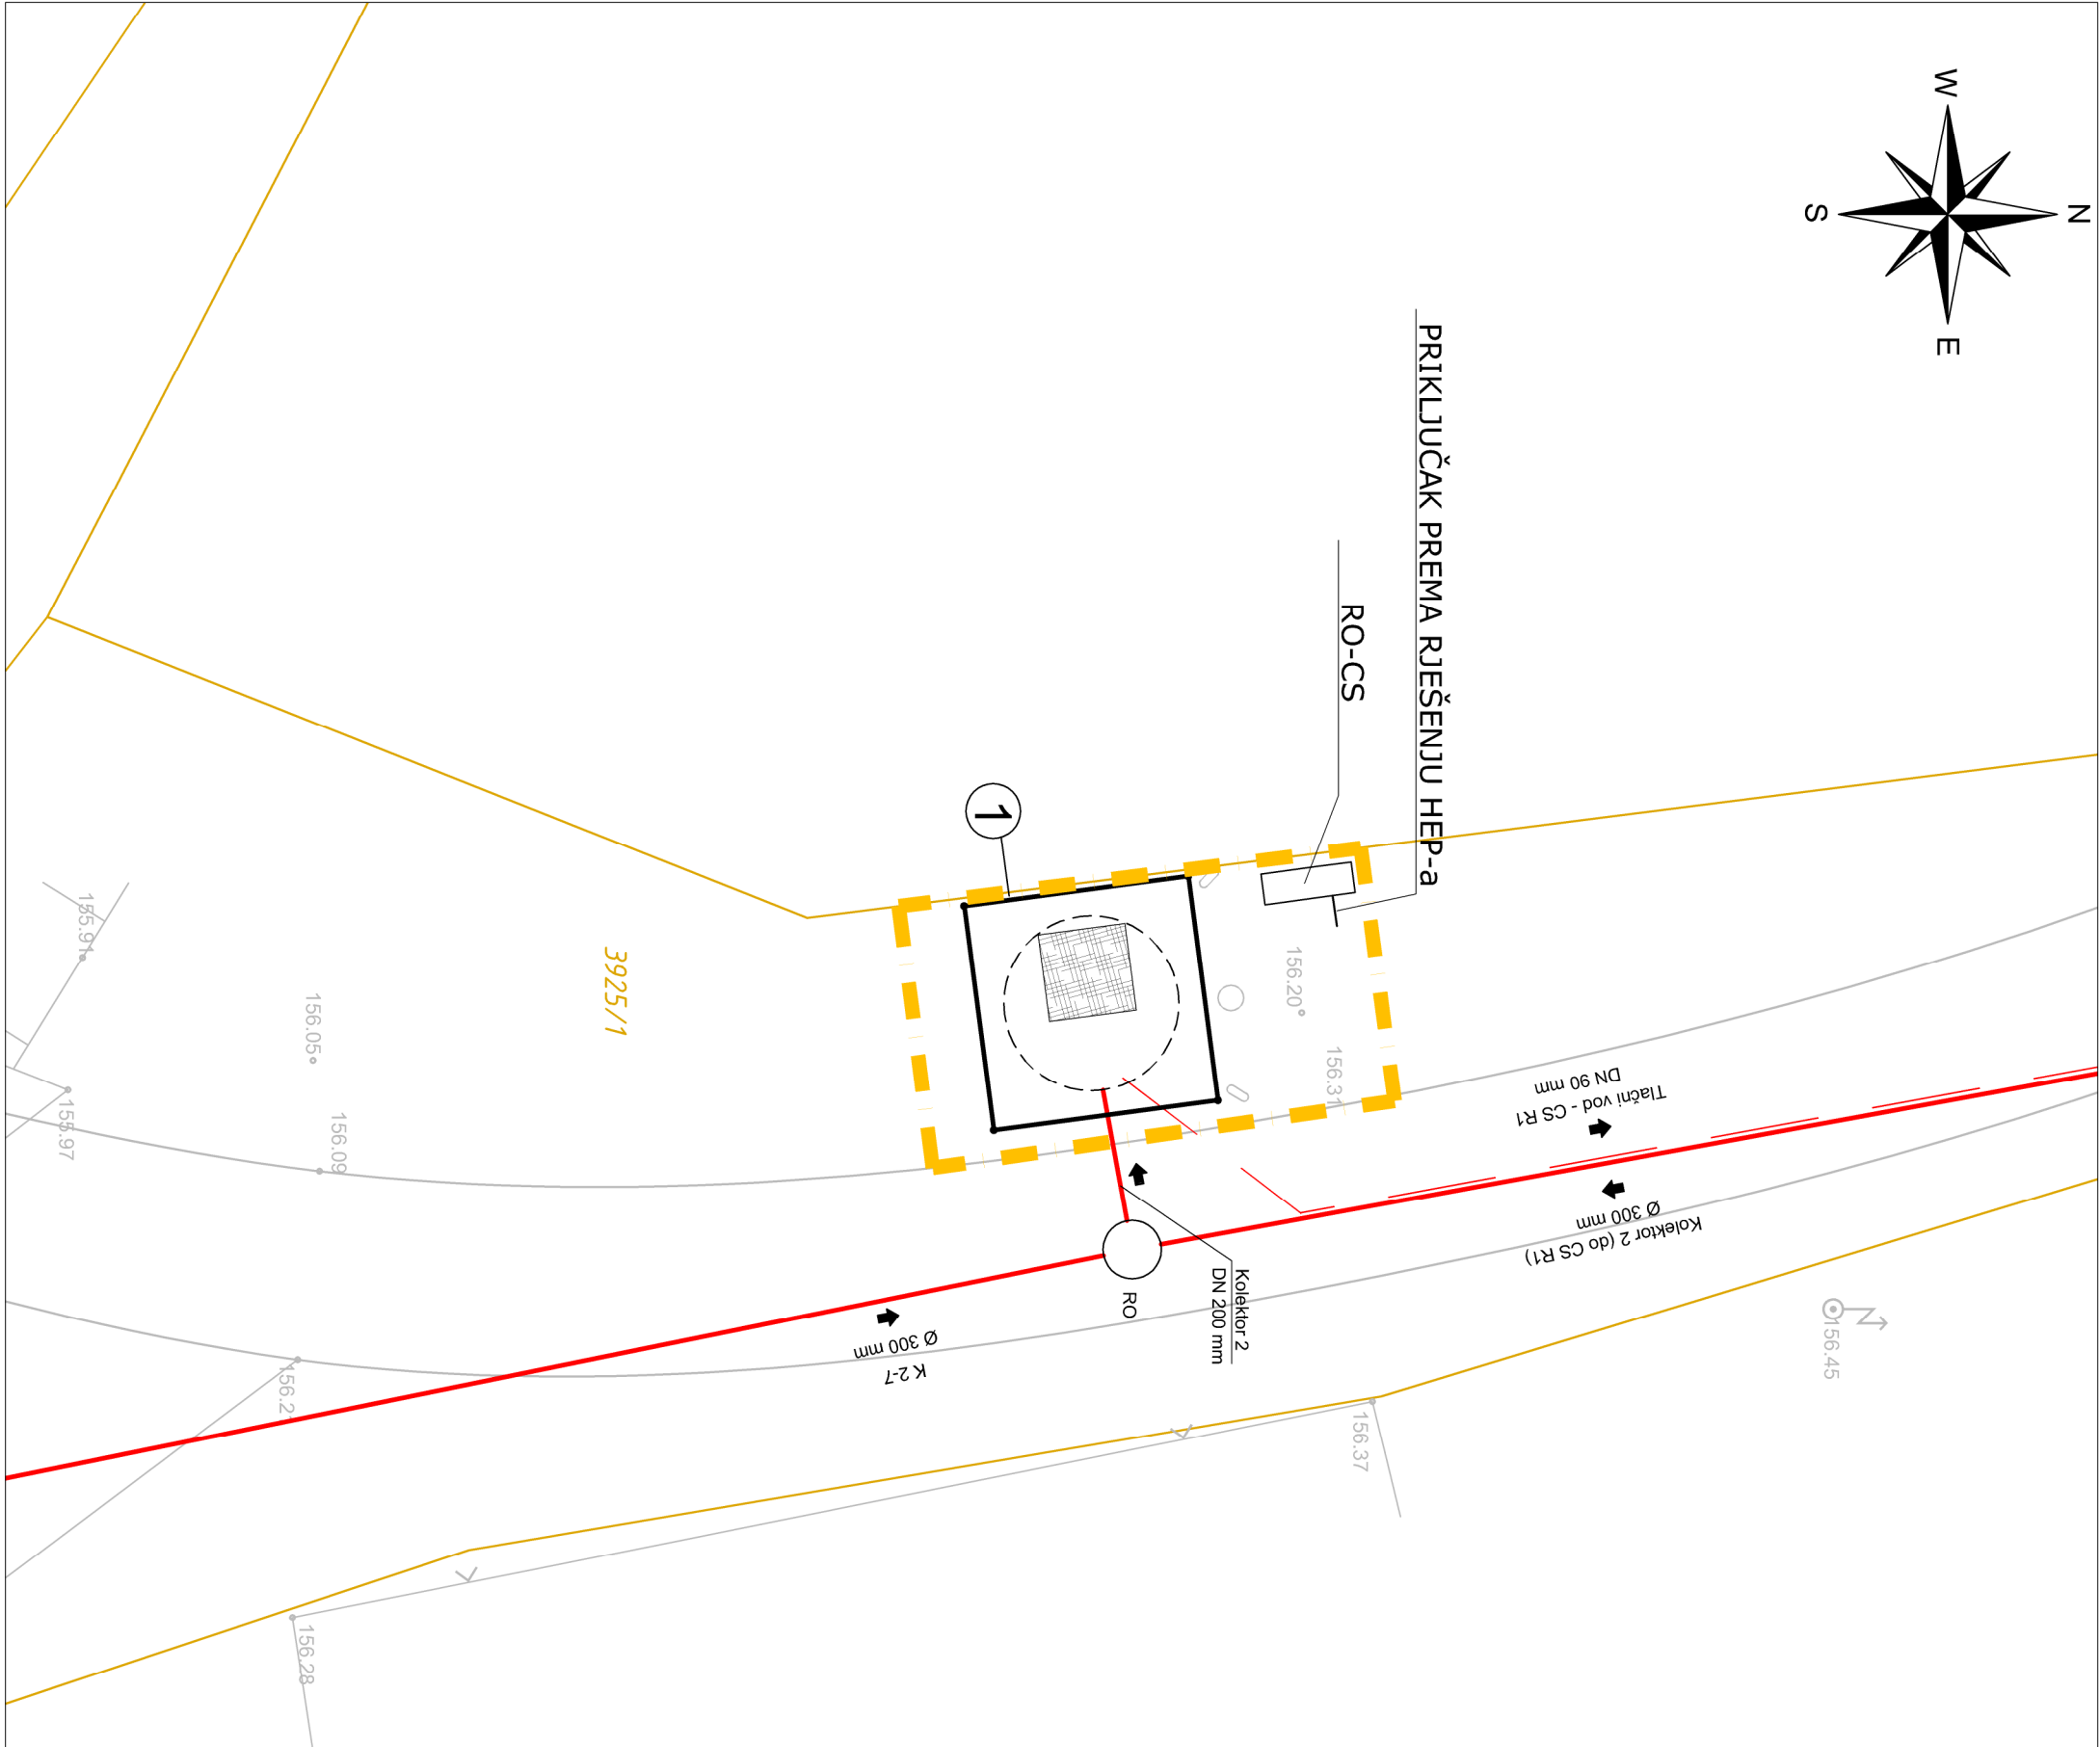 W
N
S
E
PRIKLJUČAK PREMA RJEŠENJU HEP-a
RO-CS
1
3925/1
155.91
156.05
155.97
156.09
156.20
156.31
Tlačni vod - CS R1
DN 90 mm
Kolektor 2 (do CS R1)
Ø 300 mm
RO
Kolektor 2
DN 200 mm
K 2-7
Ø 300 mm
156.45
156.37
156.2
156.28